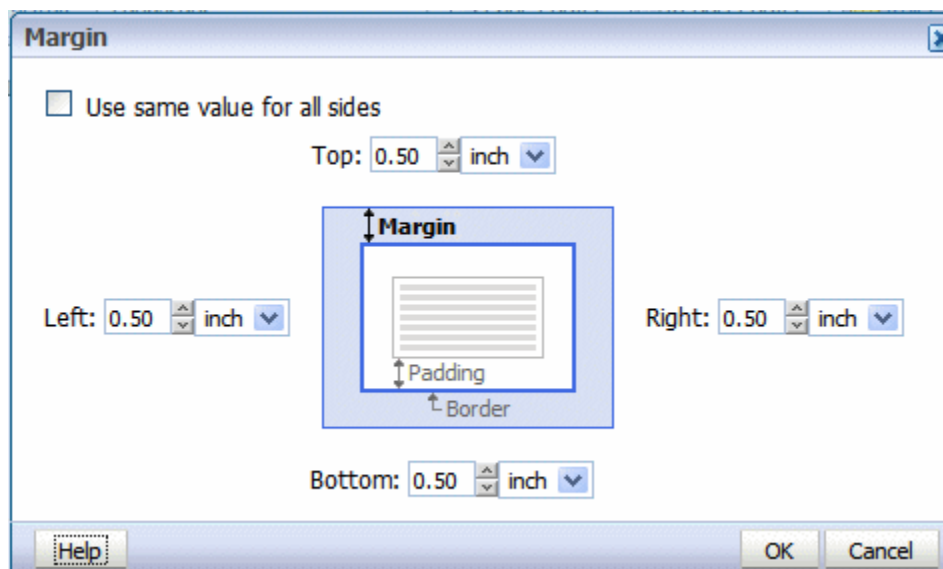 Margin
Use same value for all sides
Top: 0.50 inch
Margin
Left: 0.50 inch
Right: 0.50 inch
Padding
Border
Bottom: 0.50 inch
Help OK Cancel